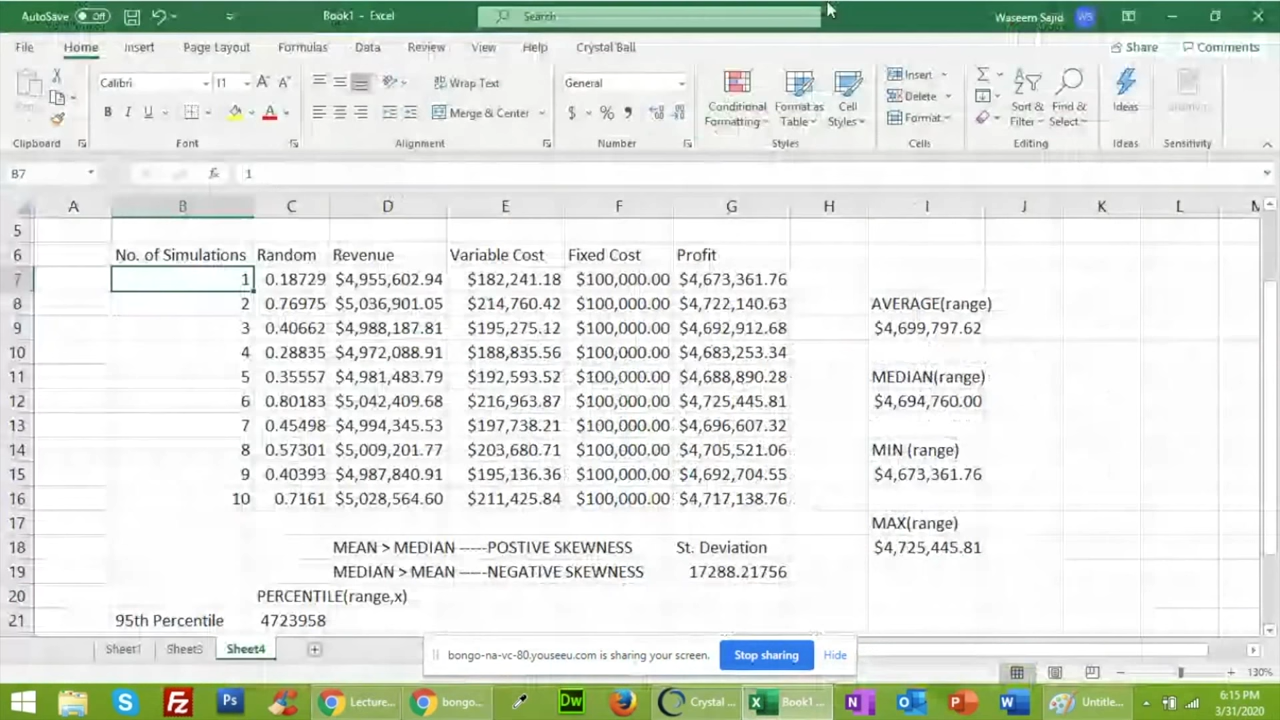 AutoSave Off Book1 - Excel Search Waseem Sajid WS
File Home Insert Page Layout Formulas Data Review View Help Crystal Ball Share Comments
Calibri 11 Wrap Text General Insert
Merge & Center $ % Conditional Formatting Format as Table Cell Styles Delete Sort & Filter Find & Select Ideas
Format
Clipboard Font Alignment Number Styles Cells Editing Ideas Sensitivity
B7 fx 1
A B C D E F G H I J K L M
5
6 No. of Simulations Random Revenue Variable Cost Fixed Cost Profit
7 1 0.18729 $4,955,602.94 $182,241.18 $100,000.00 $4,673,361.76
8 2 0.76975 $5,036,901.05 $214,760.42 $100,000.00 $4,722,140.63 AVERAGE(range)
9 3 0.40662 $4,988,187.81 $195,275.12 $100,000.00 $4,692,912.68 $4,699,797.62
10 4 0.28835 $4,972,088.91 $188,835.56 $100,000.00 $4,683,253.34
11 5 0.35557 $4,981,483.79 $192,593.52 $100,000.00 $4,688,890.28 MEDIAN(range)
12 6 0.80183 $5,042,409.68 $216,963.87 $100,000.00 $4,725,445.81 $4,694,760.00
13 7 0.45498 $4,994,345.53 $197,738.21 $100,000.00 $4,696,607.32
14 8 0.57301 $5,009,201.77 $203,680.71 $100,000.00 $4,705,521.06 MIN (range)
15 9 0.40393 $4,987,840.91 $195,136.36 $100,000.00 $4,692,704.55 $4,673,361.76
16 10 0.7161 $5,028,564.60 $211,425.84 $100,000.00 $4,717,138.76
17 MAX(range)
18 MEAN > MEDIAN ------POSTIVE SKEWNESS St. Deviation $4,725,445.81
19 MEDIAN > MEAN ------NEGATIVE SKEWNESS 17288.21756
20 PERCENTILE(range,x)
21 95th Percentile 4723958
Sheet1 Sheet3 Sheet4
bongo-na-vc-80.youseeu.com is sharing your screen. Stop sharing Hide
130%
Lecture... bongo... Crystal ... Book1... Untitle... 6:15 PM
3/31/2020